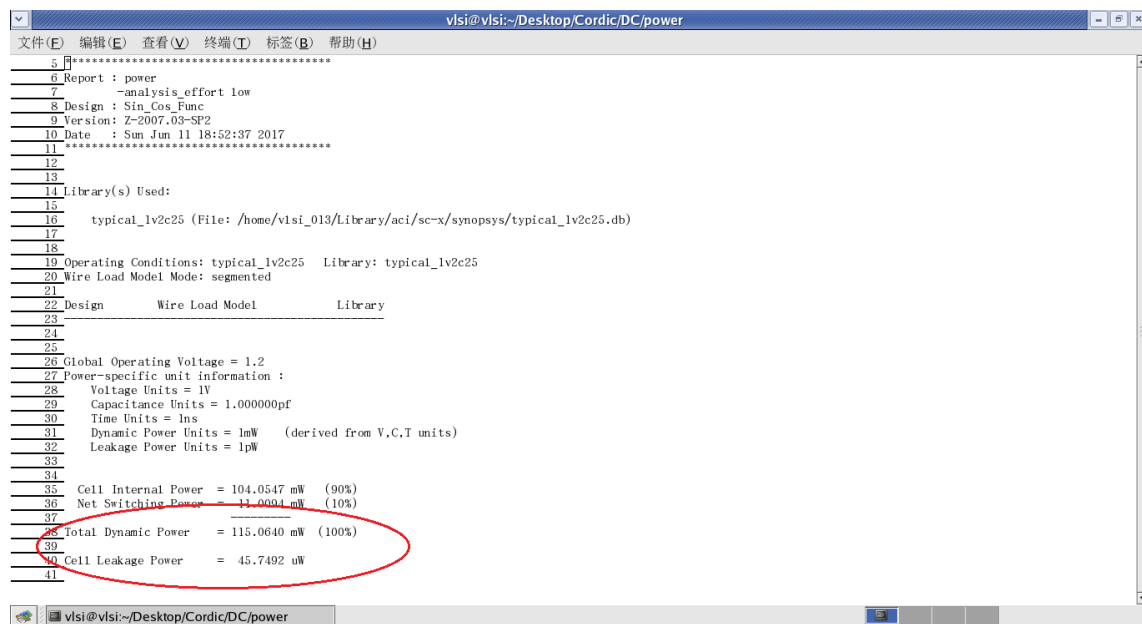 vlsi@vlsi:~/Desktop/Cordic/DC/power
文件(F) 编辑(E) 查看(V) 终端(T) 标签(B) 帮助(H)
5 ****************************************
6 Report : power
7 -analysis_effort low
8 Design : Sin_Cos_Func
9 Version: Z-2007.03-SP2
10 Date : Sun Jun 11 18:52:37 2017
11 ****************************************
12
13
14 Library(s) Used:
15
16 typical_1v2c25 (File: /home/vlsi_013/Library/aci/sc-x/synopsys/typical_1v2c25.db)
17
18
19 Operating Conditions: typical_1v2c25 Library: typical_1v2c25
20 Wire Load Model Mode: segmented
21
22 Design Wire Load Model Library
23 ------------------------------------------------
24
25
26 Global Operating Voltage = 1.2
27 Power-specific unit information :
28 Voltage Units = 1V
29 Capacitance Units = 1.000000pf
30 Time Units = 1ns
31 Dynamic Power Units = 1mW (derived from V,C,T units)
32 Leakage Power Units = 1pW
33
34
35 Cell Internal Power = 104.0547 mW (90%)
36 Net Switching Power = 11.0094 mW (10%)
37 ---------
38 Total Dynamic Power = 115.0640 mW (100%)
39
40 Cell Leakage Power = 45.7492 uW
41
vlsi@vlsi:~/Desktop/Cordic/DC/power